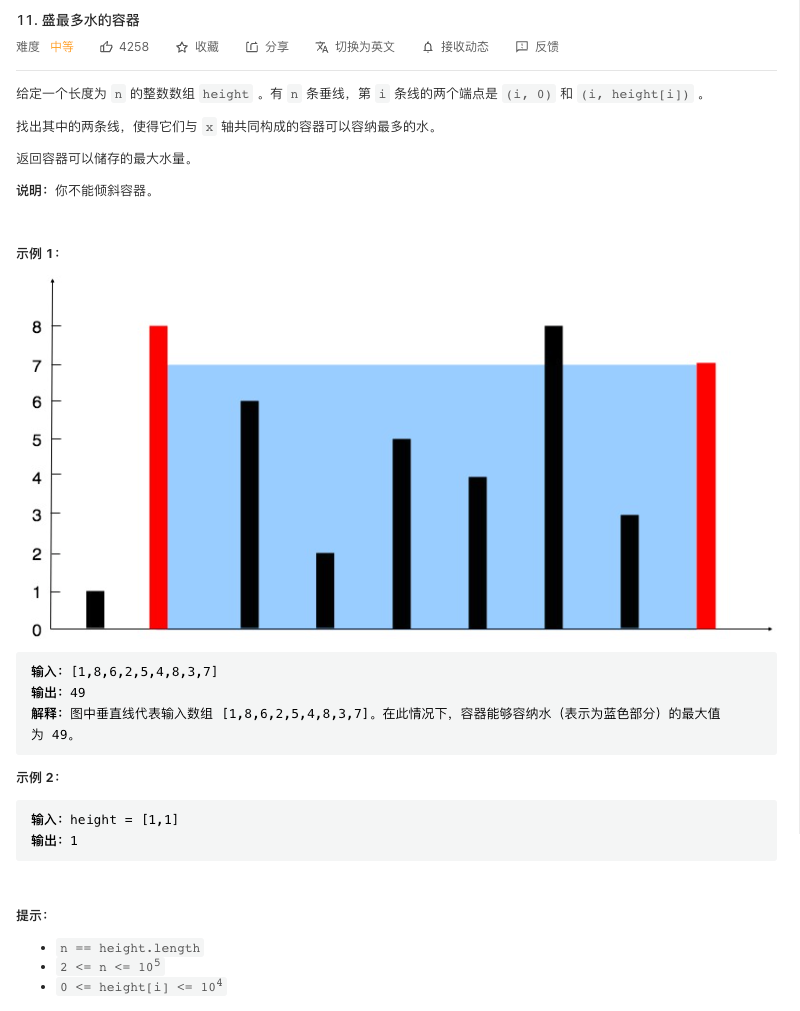 11. 盛最多水的容器
难度 中等 4258 收藏 分享 切换为英文 接收动态 反馈
给定一个长度为 n 的整数数组 height 。有 n 条垂线，第 i 条线的两个端点是 (i, 0) 和 (i, height[i]) 。
找出其中的两条线，使得它们与 x 轴共同构成的容器可以容纳最多的水。
返回容器可以储存的最大水量。
说明：你不能倾斜容器。
示例 1：
8
7
6
5
4
3
2
1
0
输入：[1,8,6,2,5,4,8,3,7]
输出：49
解释：图中垂直线代表输入数组 [1,8,6,2,5,4,8,3,7]。在此情况下，容器能够容纳水（表示为蓝色部分）的最大值
为 49。
示例 2：
输入：height = [1,1]
输出：1
提示：
• n == height.length
• 2 <= n <= 10⁵
• 0 <= height[i] <= 10⁴